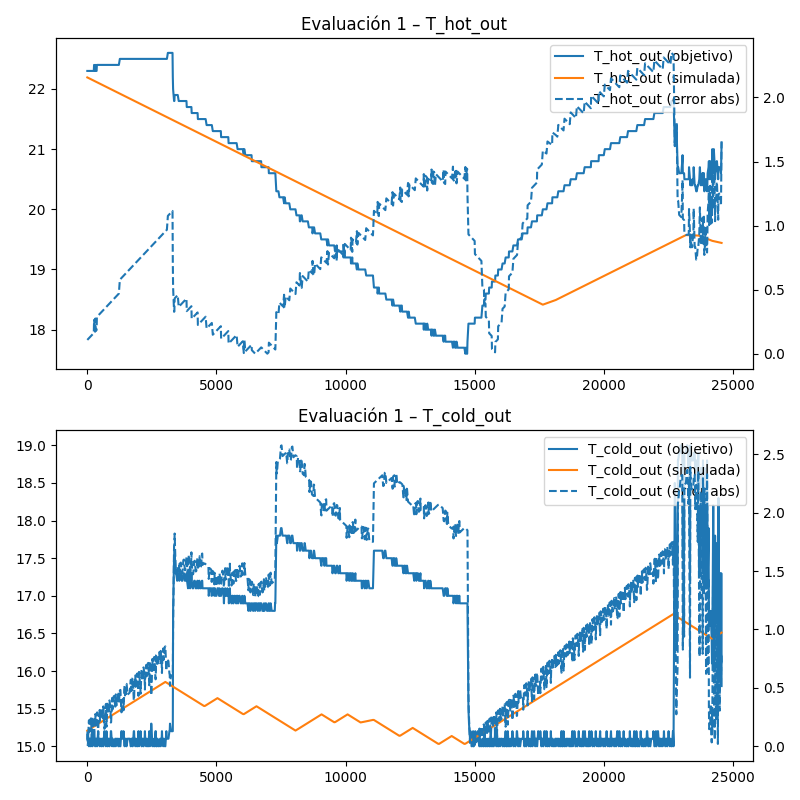 Evaluación 1 – T_hot_out
T_hot_out (objetivo)
T_hot_out (simulada)
T_hot_out (error abs)
22
21
20
19
18
2.0
1.5
1.0
0.5
0.0
0 5000 10000 15000 20000 25000
Evaluación 1 – T_cold_out
T_cold_out (objetivo)
T_cold_out (simulada)
T_cold_out (error abs)
19.0
18.5
18.0
17.5
17.0
16.5
16.0
15.5
15.0
2.5
2.0
1.5
1.0
0.5
0.0
0 5000 10000 15000 20000 25000